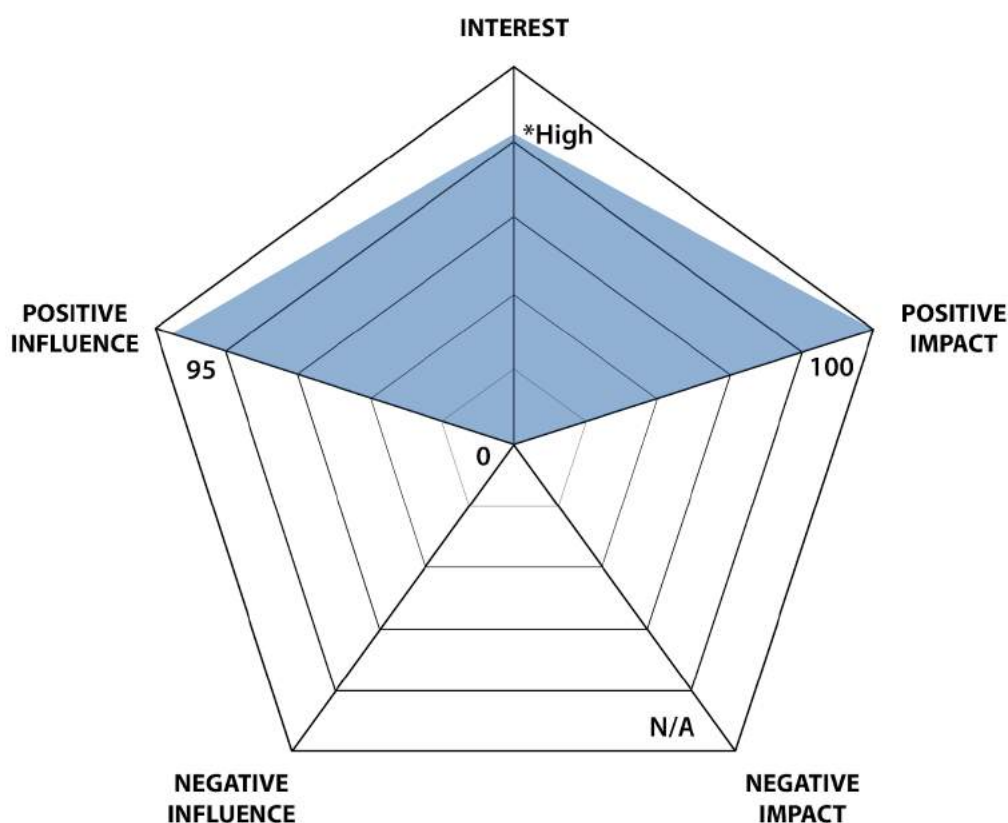 INTEREST
*High
POSITIVE
INFLUENCE
POSITIVE
IMPACT
95
100
0
N/A
NEGATIVE
INFLUENCE
NEGATIVE
IMPACT